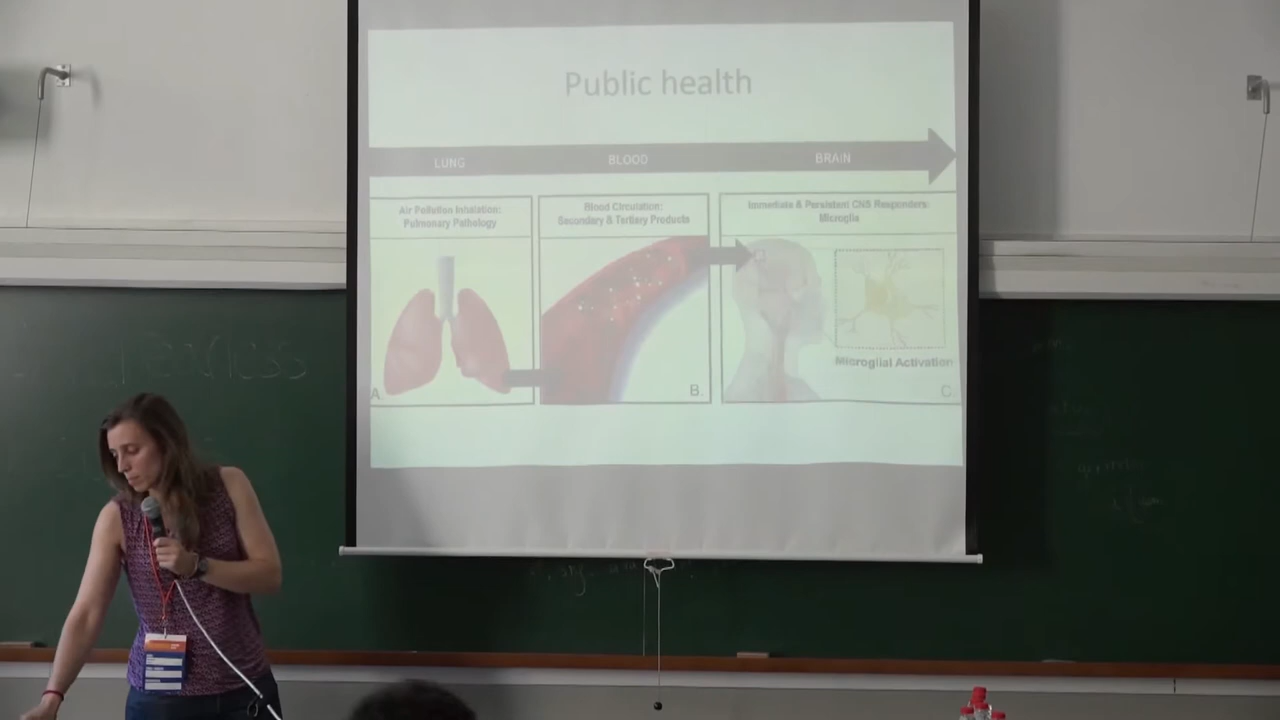 Public health
LUNG
BLOOD
BRAIN
Air Pollution Inhalation:
Pulmonary Pathology
Blood Circulation:
Secondary & Tertiary Products
Immediate & Persistent CNS Responders:
Microglia
Microglial Activation
A.
B.
C.